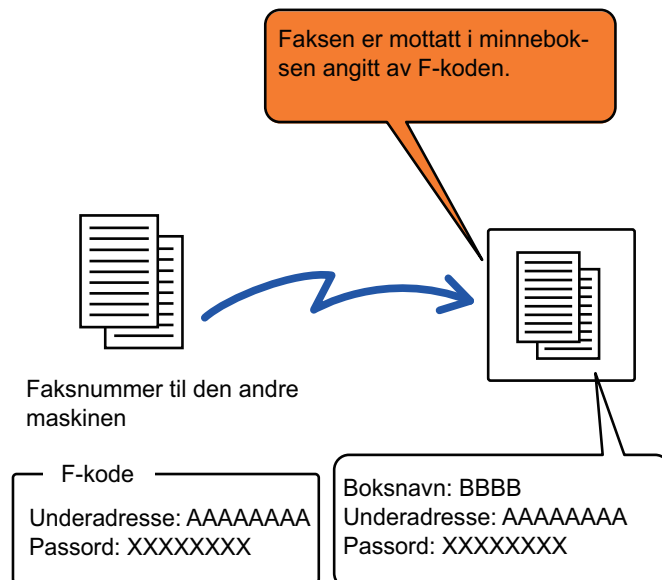 Faksen er mottatt i minnebok-
sen angitt av F-koden.
Faksnummer til den andre
maskinen
F-kode
Underadresse: AAAAAAAA
Passord: XXXXXXXX
Boksnavn: BBBB
Underadresse: AAAAAAAA
Passord: XXXXXXXX